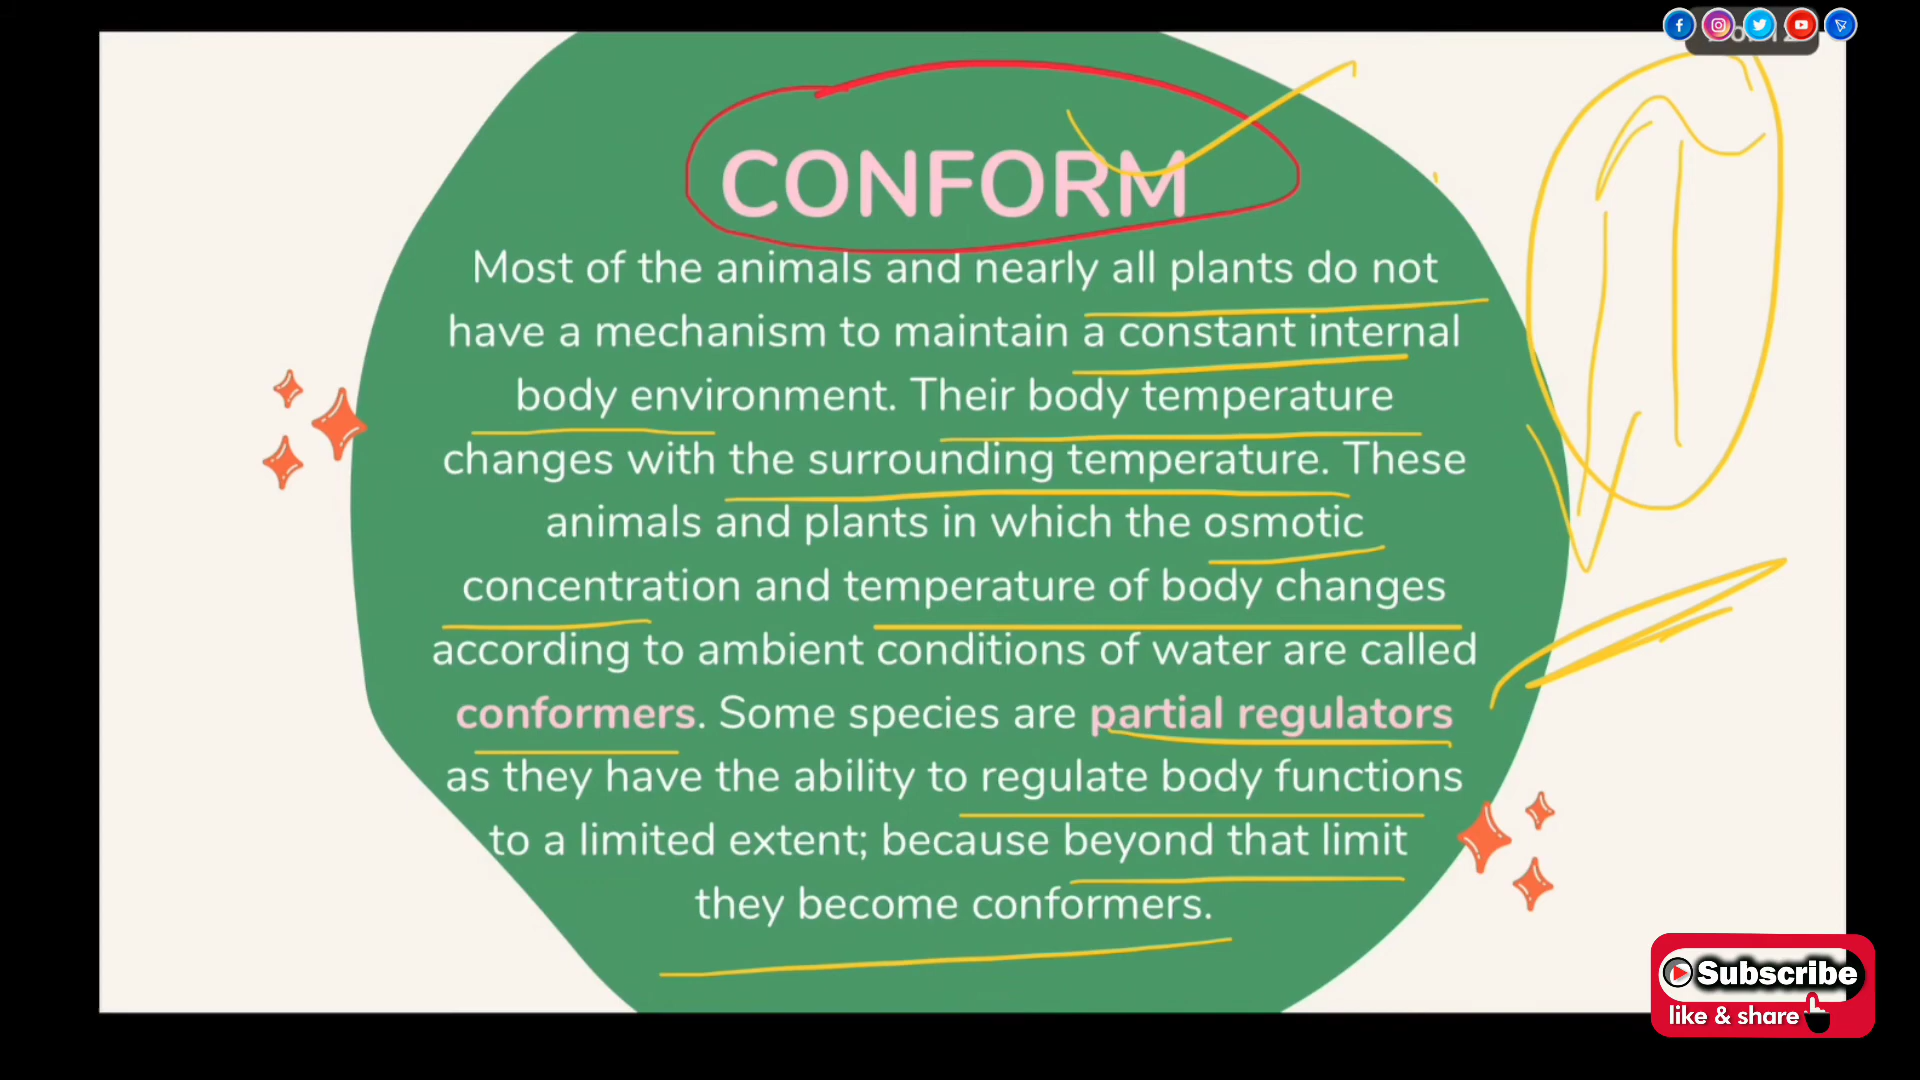 CONFORM
Most of the animals and nearly all plants do not
have a mechanism to maintain a constant internal
body environment. Their body temperature
changes with the surrounding temperature. These
animals and plants in which the osmotic
concentration and temperature of body changes
according to ambient conditions of water are called
conformers. Some species are partial regulators
as they have the ability to regulate body functions
to a limited extent; because beyond that limit
they become conformers.
Subscribe
like & share